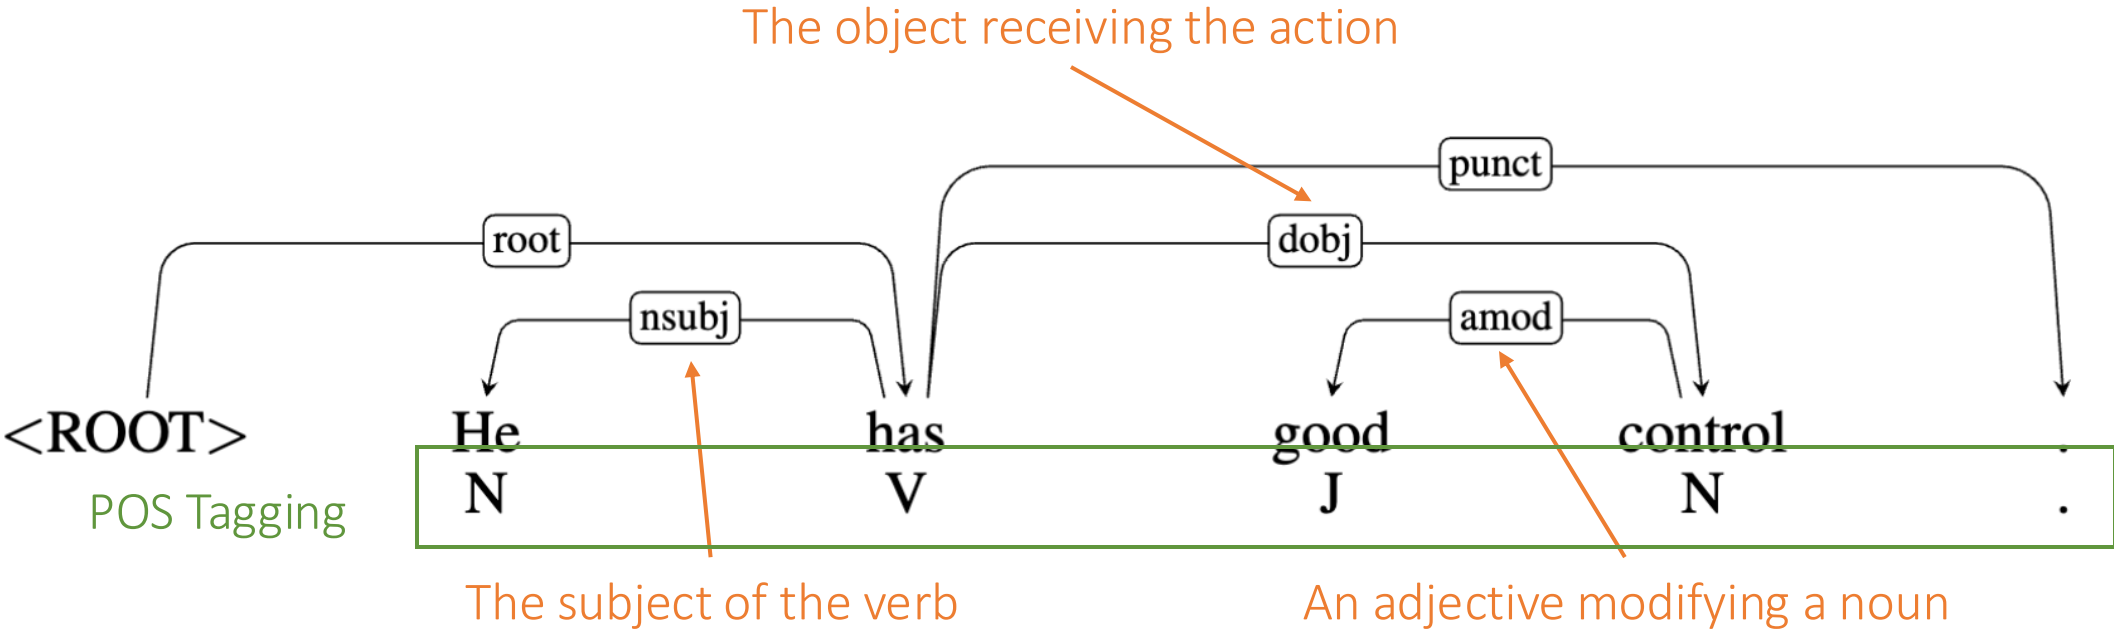 The object receiving the action
punct
root
dobj
nsubj
amod
<ROOT> He has good control .
POS Tagging N V J N .
The subject of the verb
An adjective modifying a noun